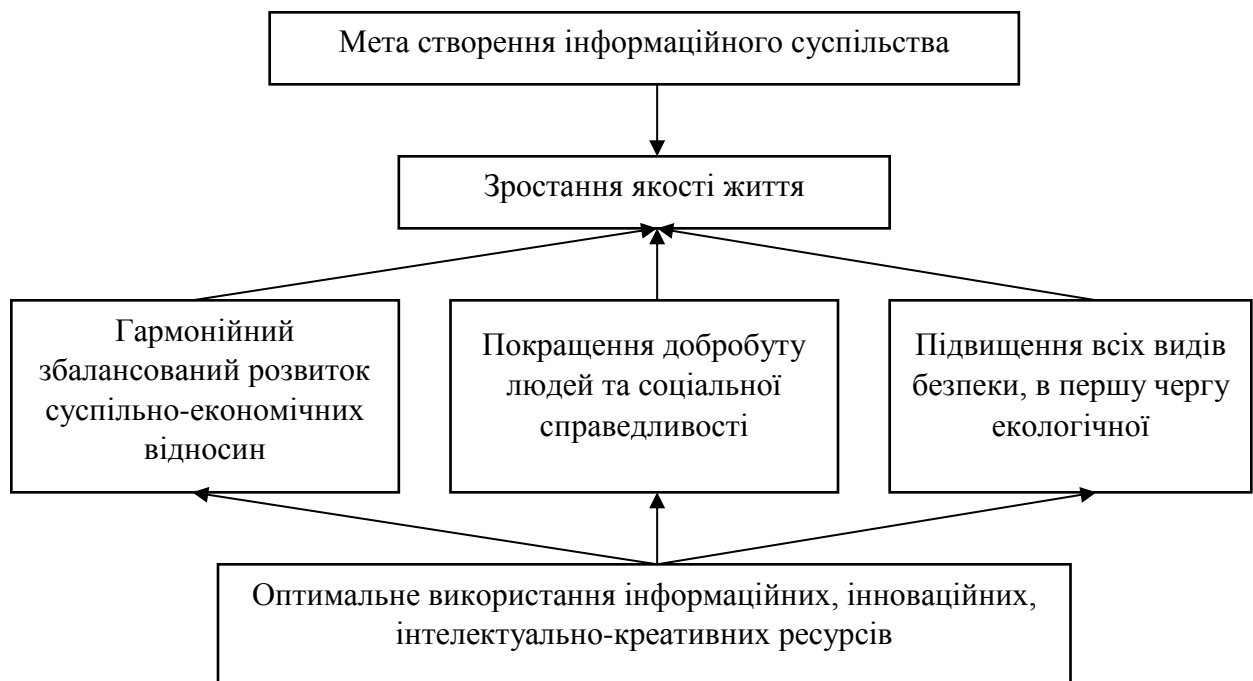 Мета створення інформаційного суспільства
Зростання якості життя
Гармонійний
збалансований розвиток
суспільно-економічних
відносин
Покращення добробуту
людей та соціальної
справедливості
Підвищення всіх видів
безпеки, в першу чергу
екологічної
Оптимальне використання інформаційних, інноваційних,
інтелектуально-креативних ресурсів